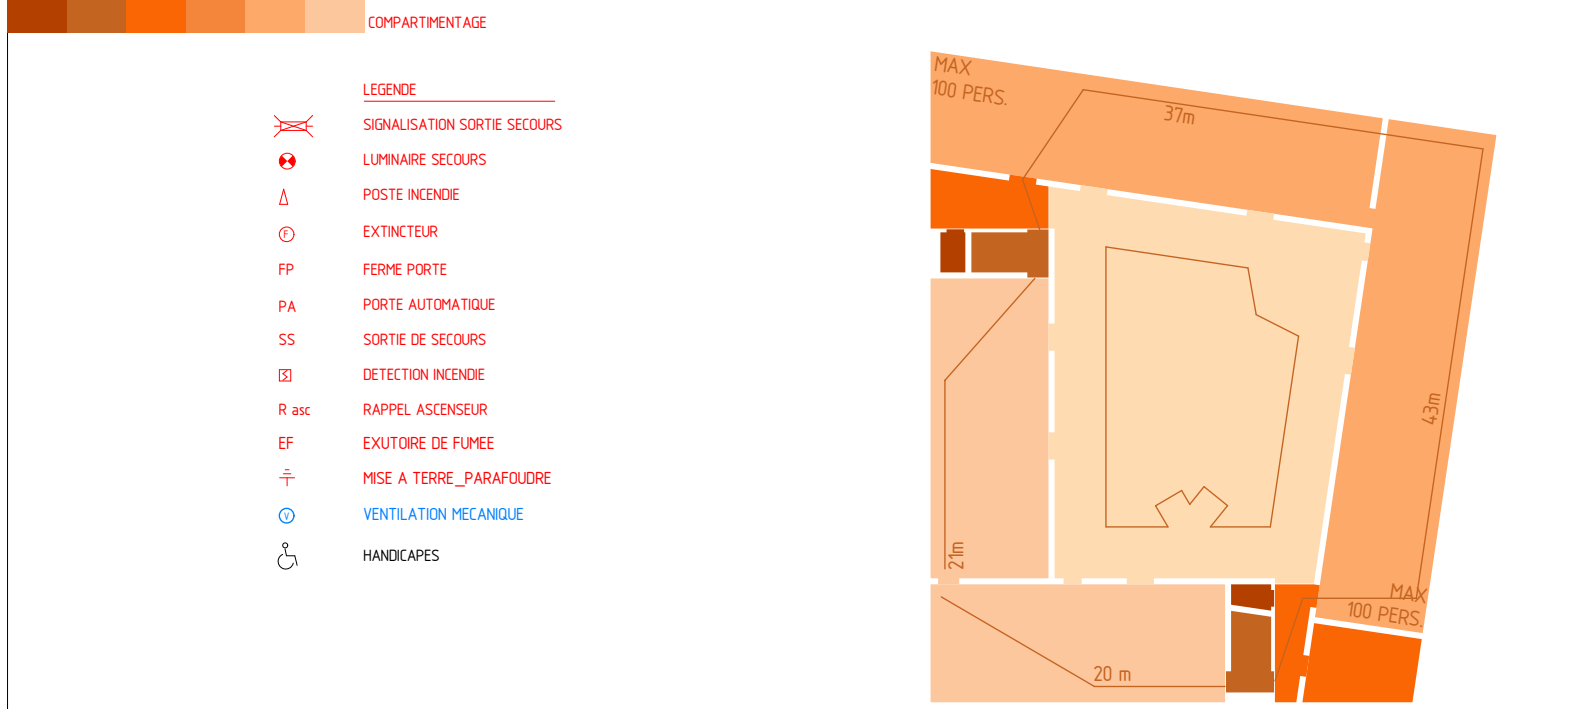 COMPARTIMENTAGE
LEGENDE
SIGNALISATION SORTIE SECOURS
LUMINAIRE SECOURS
POSTE INCENDIE
F EXTINCTEUR
FP FERME PORTE
PA PORTE AUTOMATIQUE
SS SORTIE DE SECOURS
DETECTION INCENDIE
R asc RAPPEL ASCENSEUR
EF EXUTOIRE DE FUMEE
MISE A TERRE_PARAFOUDRE
V VENTILATION MECANIQUE
HANDICAPES
MAX
100 PERS.
37m
43m
21m
MAX
100 PERS.
20 m